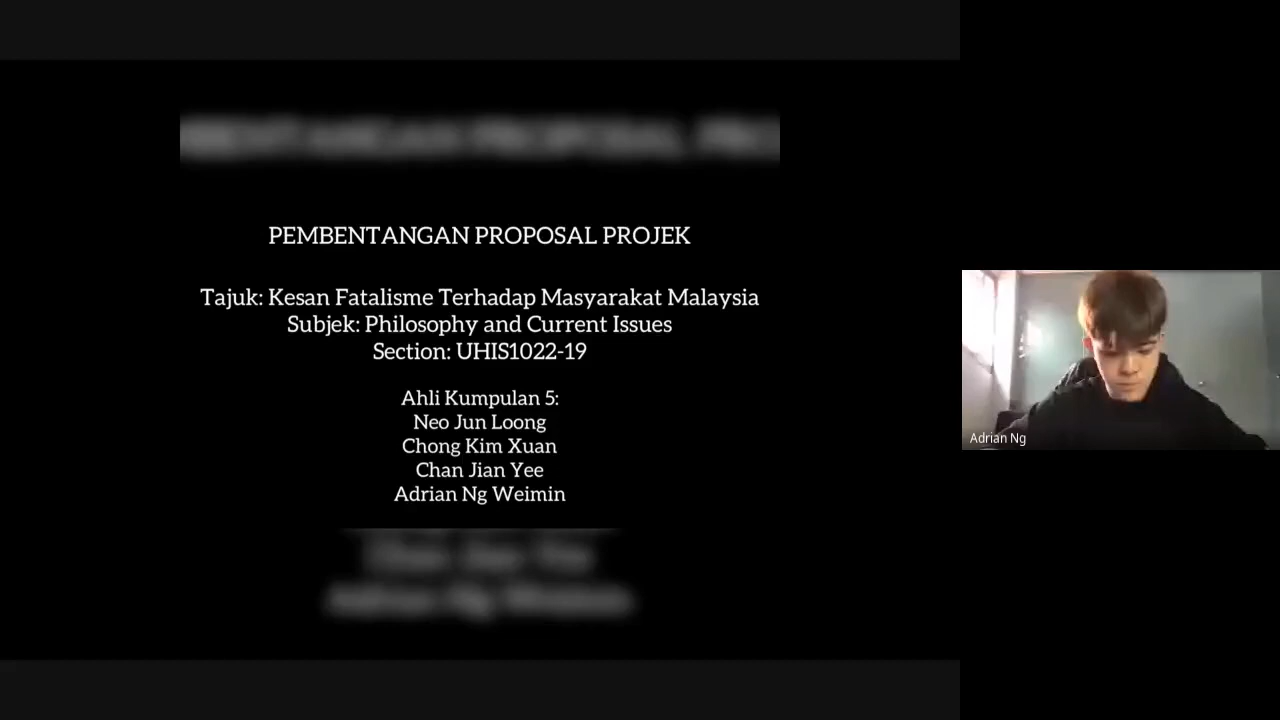 PEMBENTANGAN PROPOSAL PROJEK
Tajuk: Kesan Fatalisme Terhadap Masyarakat Malaysia
Subjek: Philosophy and Current Issues
Section: UHIS1022-19
Ahli Kumpulan 5:
Neo Jun Loong
Chong Kim Xuan
Chan Jian Yee
Adrian Ng Weimin
Adrian Ng